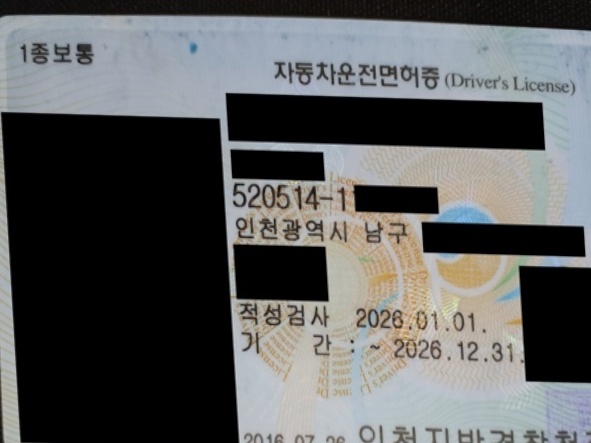 1종보통
자동차운전면허증 (Driver's License)
520514-1
인천광역시 남구
적성검사 2026.01.01.
기 간 : ~ 2026.12.31.
2016.07.26 인천지방경찰청